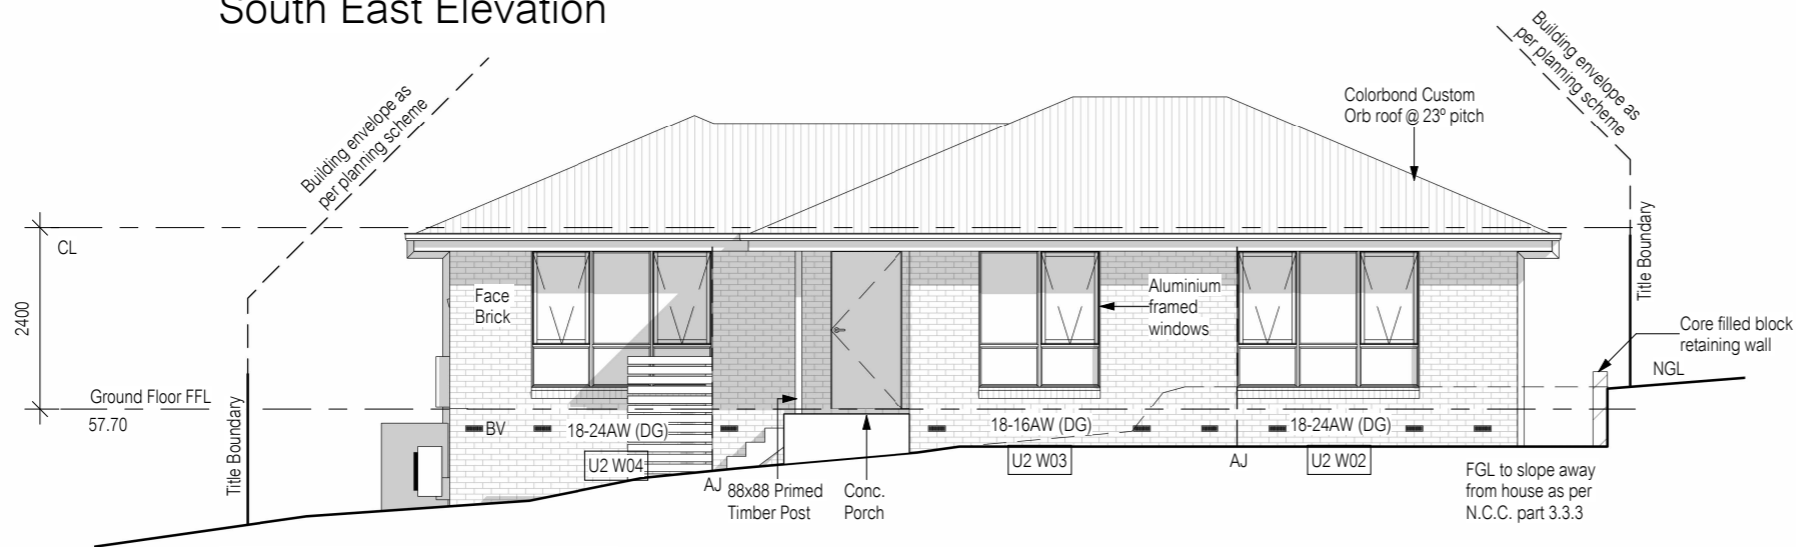 South East Elevation
Building envelope as
per planning scheme
Building envelope as
per planning scheme
Colorbond Custom
Orb roof @ 23º pitch
CL
2400
Title Boundary
Face
Brick
Aluminium
framed
windows
Core filled block
retaining wall
NGL
Ground Floor FFL
57.70
Title Boundary
BV
18-24AW (DG)
18-16AW (DG)
18-24AW (DG)
U2 W04
U2 W03
AJ
U2 W02
AJ
88x88 Primed
Timber Post
Conc.
Porch
FGL to slope away
from house as per
N.C.C. part 3.3.3